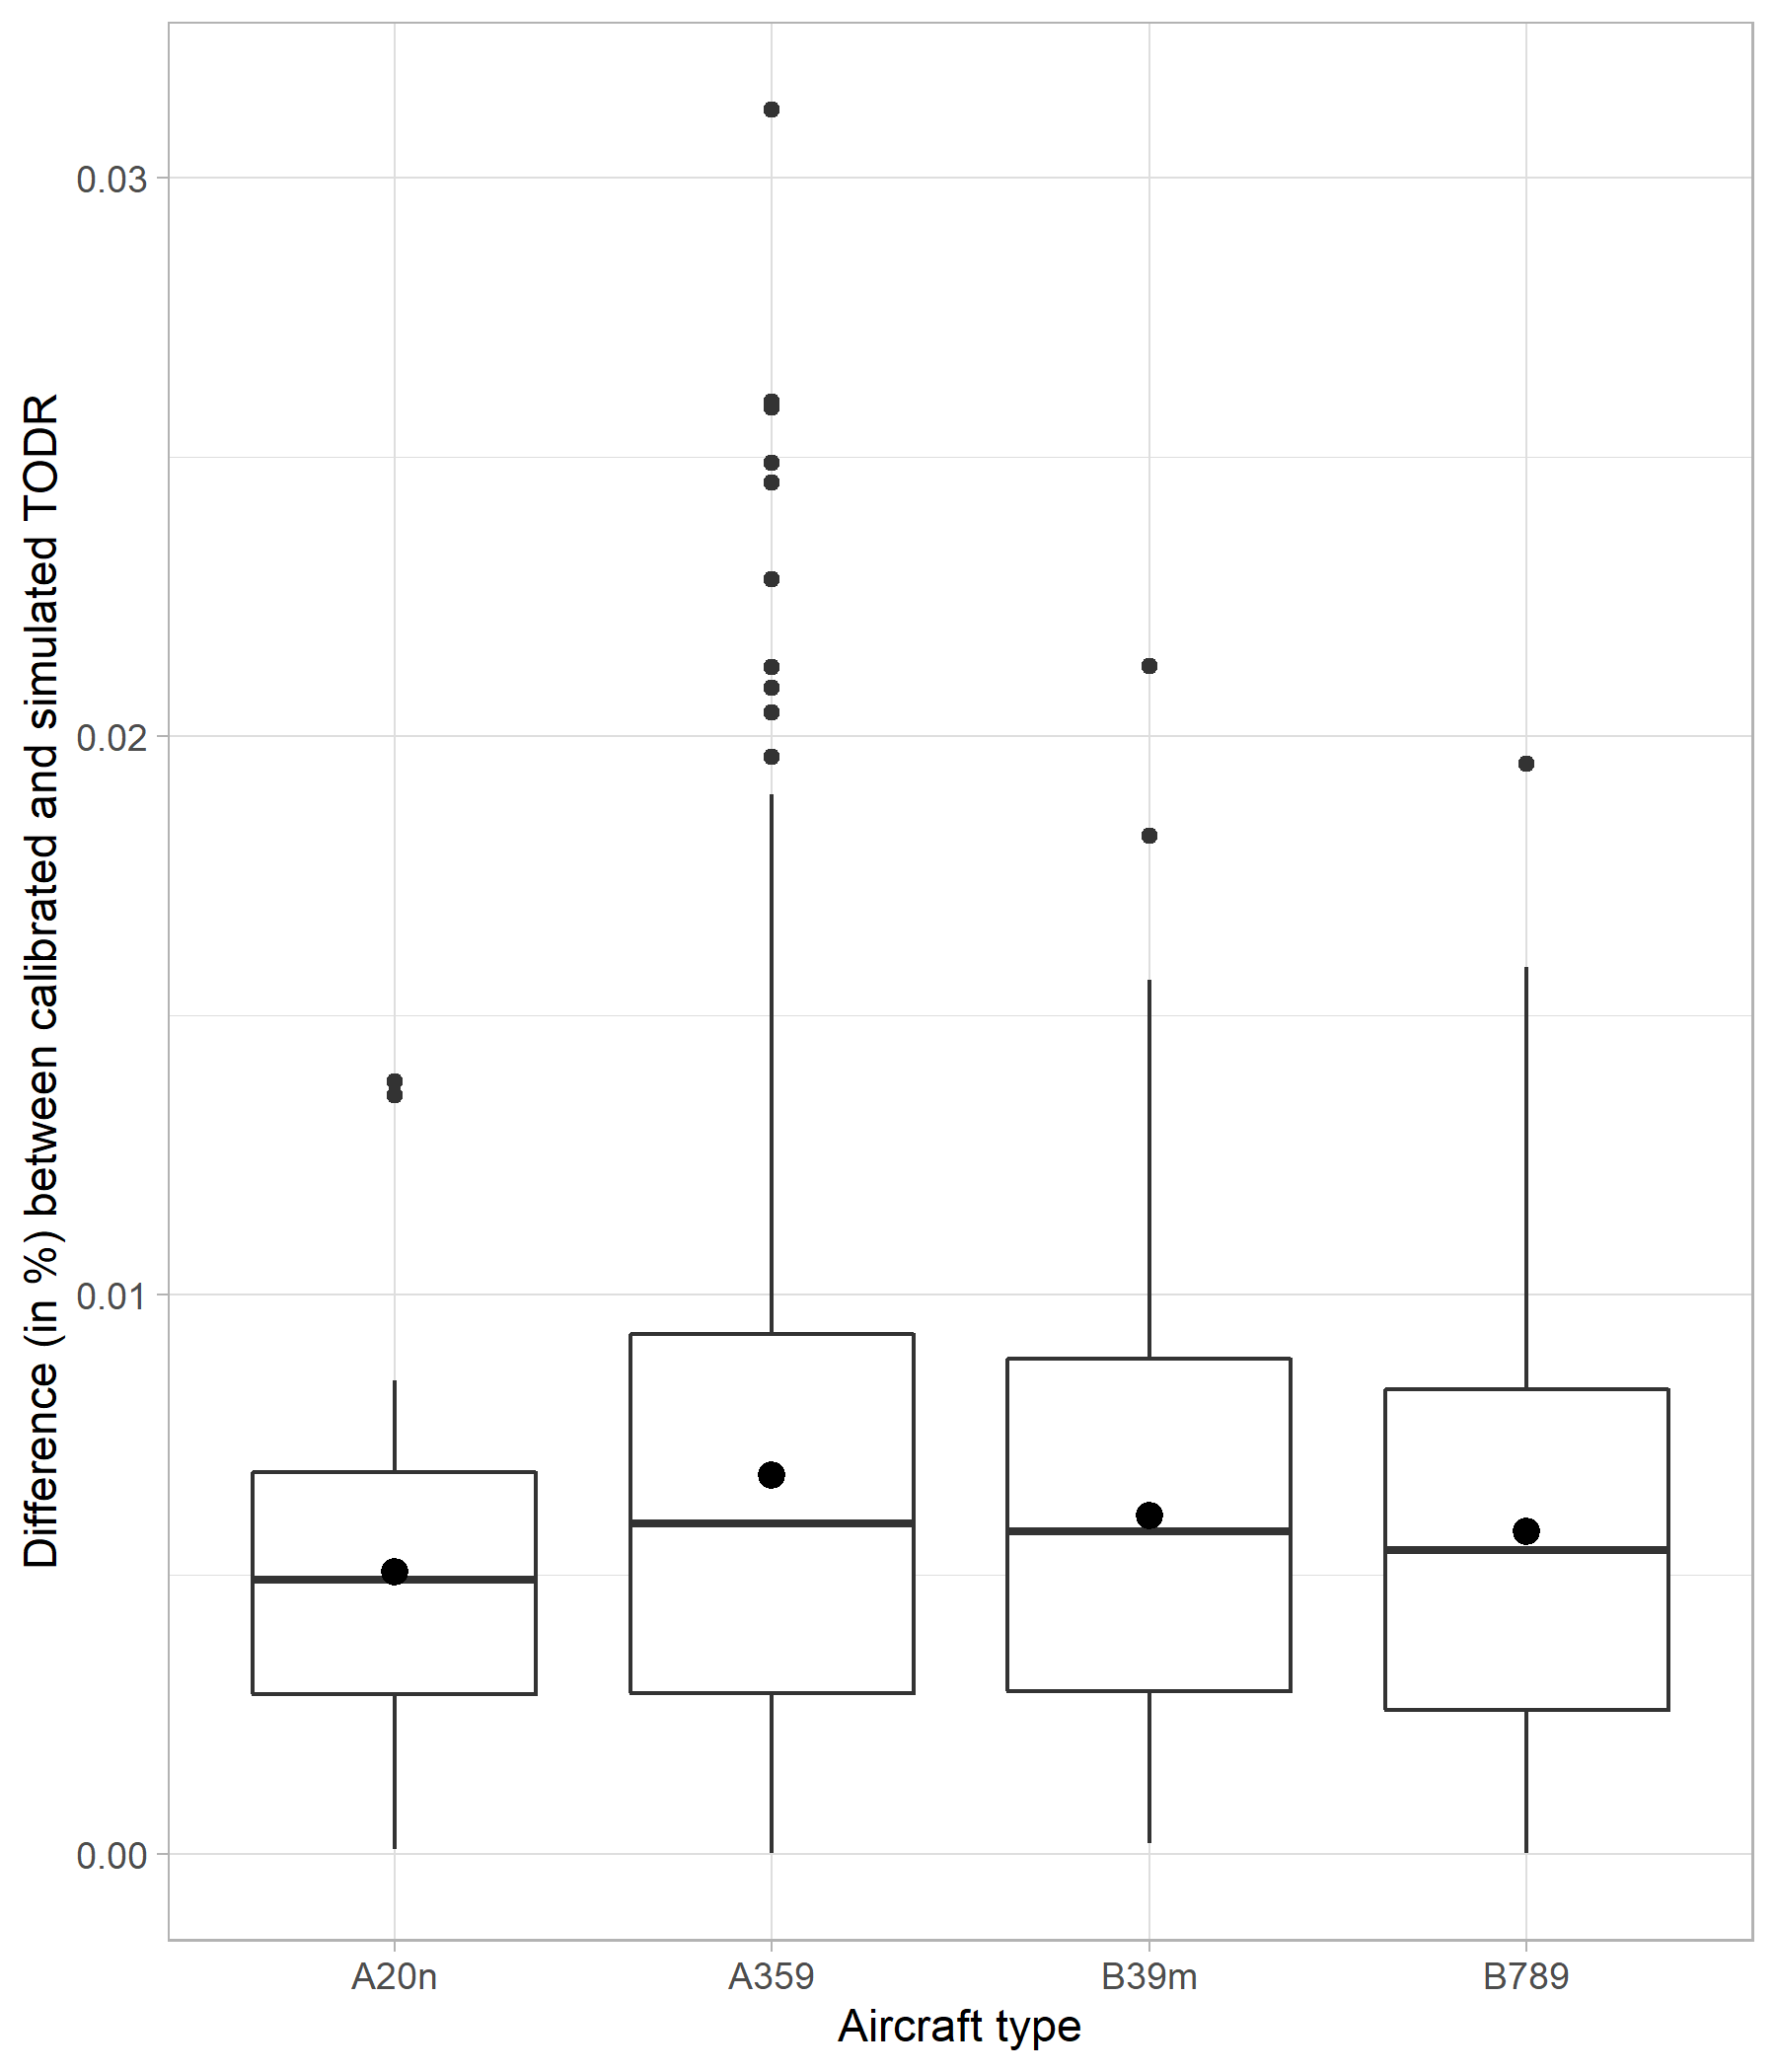 Difference (in %) between calibrated and simulated TODR
0.03
0.02
0.01
0.00
A20n
A359
B39m
B789
Aircraft type